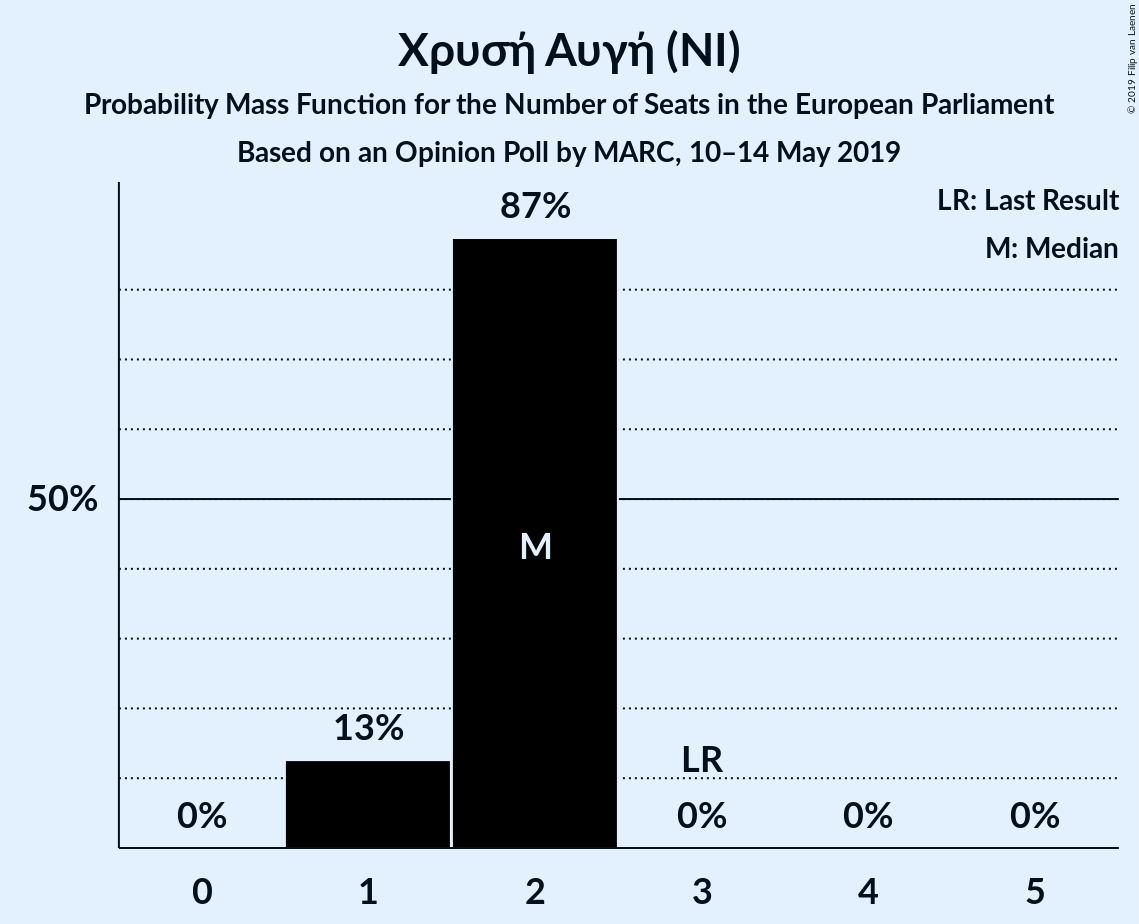 Χρυσή Αυγή (NI)
Probability Mass Function for the Number of Seats in the European Parliament
Based on an Opinion Poll by MARC, 10–14 May 2019
© 2019 Filip van Laenen
LR: Last Result
M: Median
87%
50%
M
13%
LR
0%
0%
0%
0%
0 1 2 3 4 5